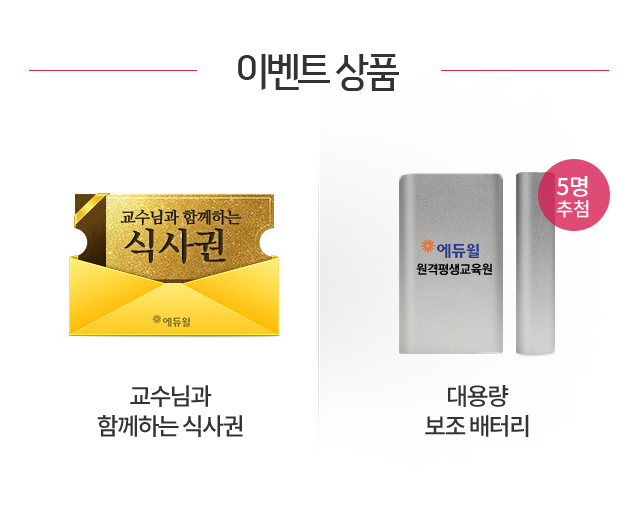 이벤트 상품
교수님과 함께하는
식사권
에듀윌
교수님과
함께하는 식사권
5명
추첨
에듀윌
원격평생교육원
대용량
보조 배터리